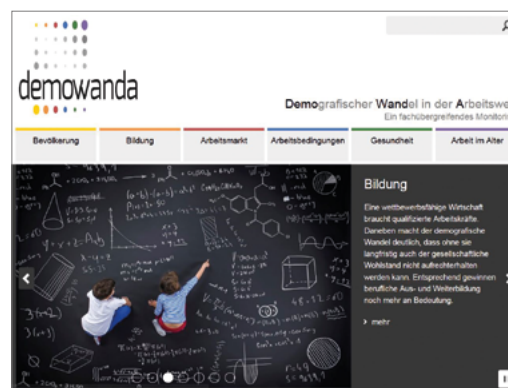 demowanda
Demografischer Wandel in der Arbeitswe
Ein fachübergreifendes Monitori
Bevölkerung Bildung Arbeitsmarkt Arbeitsbedingungen Gesundheit Arbeit im Alter
Bildung
Eine wettbewerbsfähige Wirtschaft
braucht qualifizierte Arbeitskräfte.
Daneben macht der demografische
Wandel deutlich, dass ohne sie
langfristig auch der gesellschaftliche
Wohlstand nicht aufrechterhalten
werden kann. Entsprechend gewinnen
berufliche Aus- und Weiterbildung
noch mehr an Bedeutung.
mehr